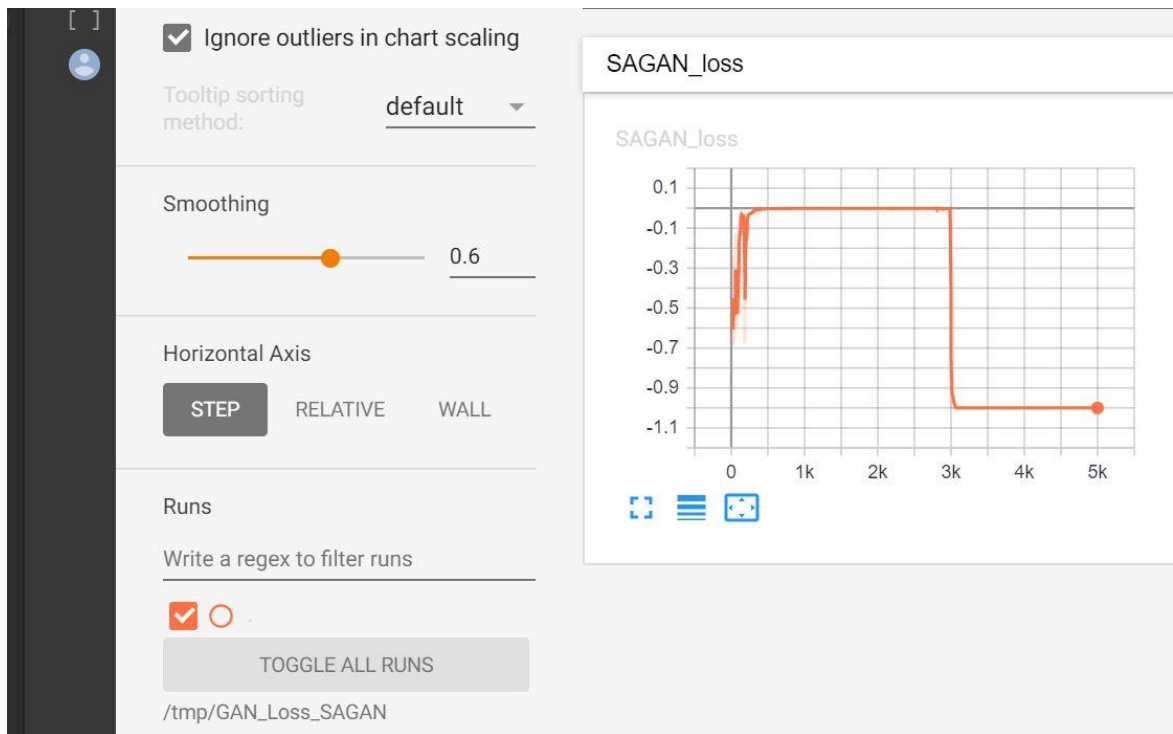 [ ]
Ignore outliers in chart scaling
Tooltip sorting
method:
default
Smoothing
0.6
Horizontal Axis
STEP RELATIVE WALL
Runs
Write a regex to filter runs
.
TOGGLE ALL RUNS
/tmp/GAN_Loss_SAGAN
SAGAN_loss
SAGAN_loss
0.1
-0.1
-0.3
-0.5
-0.7
-0.9
-1.1
0 1k 2k 3k 4k 5k